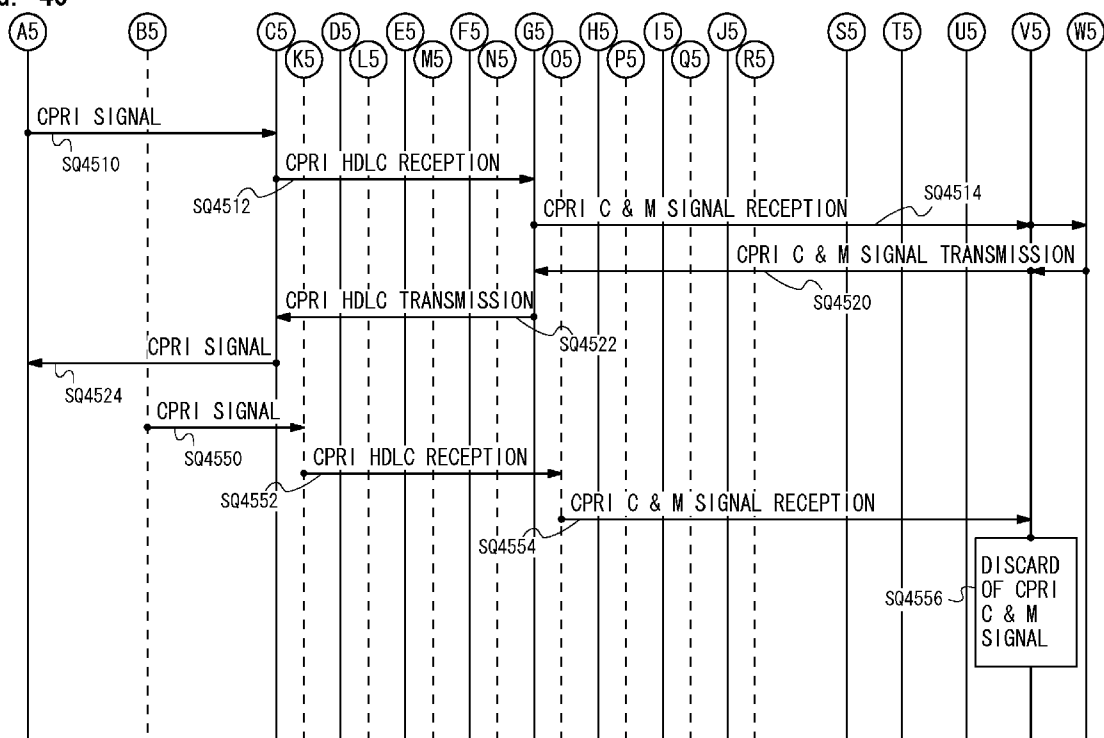 A5 B5 C5 D5 E5 F5 G5 H5 I5 J5 S5 T5 U5 V5 W5
K5 L5 M5 N5 O5 P5 Q5 R5
CPRI SIGNAL
SQ4510
CPRI HDLC RECEPTION
SQ4512
SQ4514
CPRI C & M SIGNAL RECEPTION
CPRI C & M SIGNAL TRANSMISSION
SQ4520
CPRI HDLC TRANSMISSION
SQ4522
CPRI SIGNAL
SQ4524
CPRI SIGNAL
SQ4550
CPRI HDLC RECEPTION
SQ4552
CPRI C & M SIGNAL RECEPTION
SQ4554
DISCARD
OF CPRI
C & M
SIGNAL
SQ4556